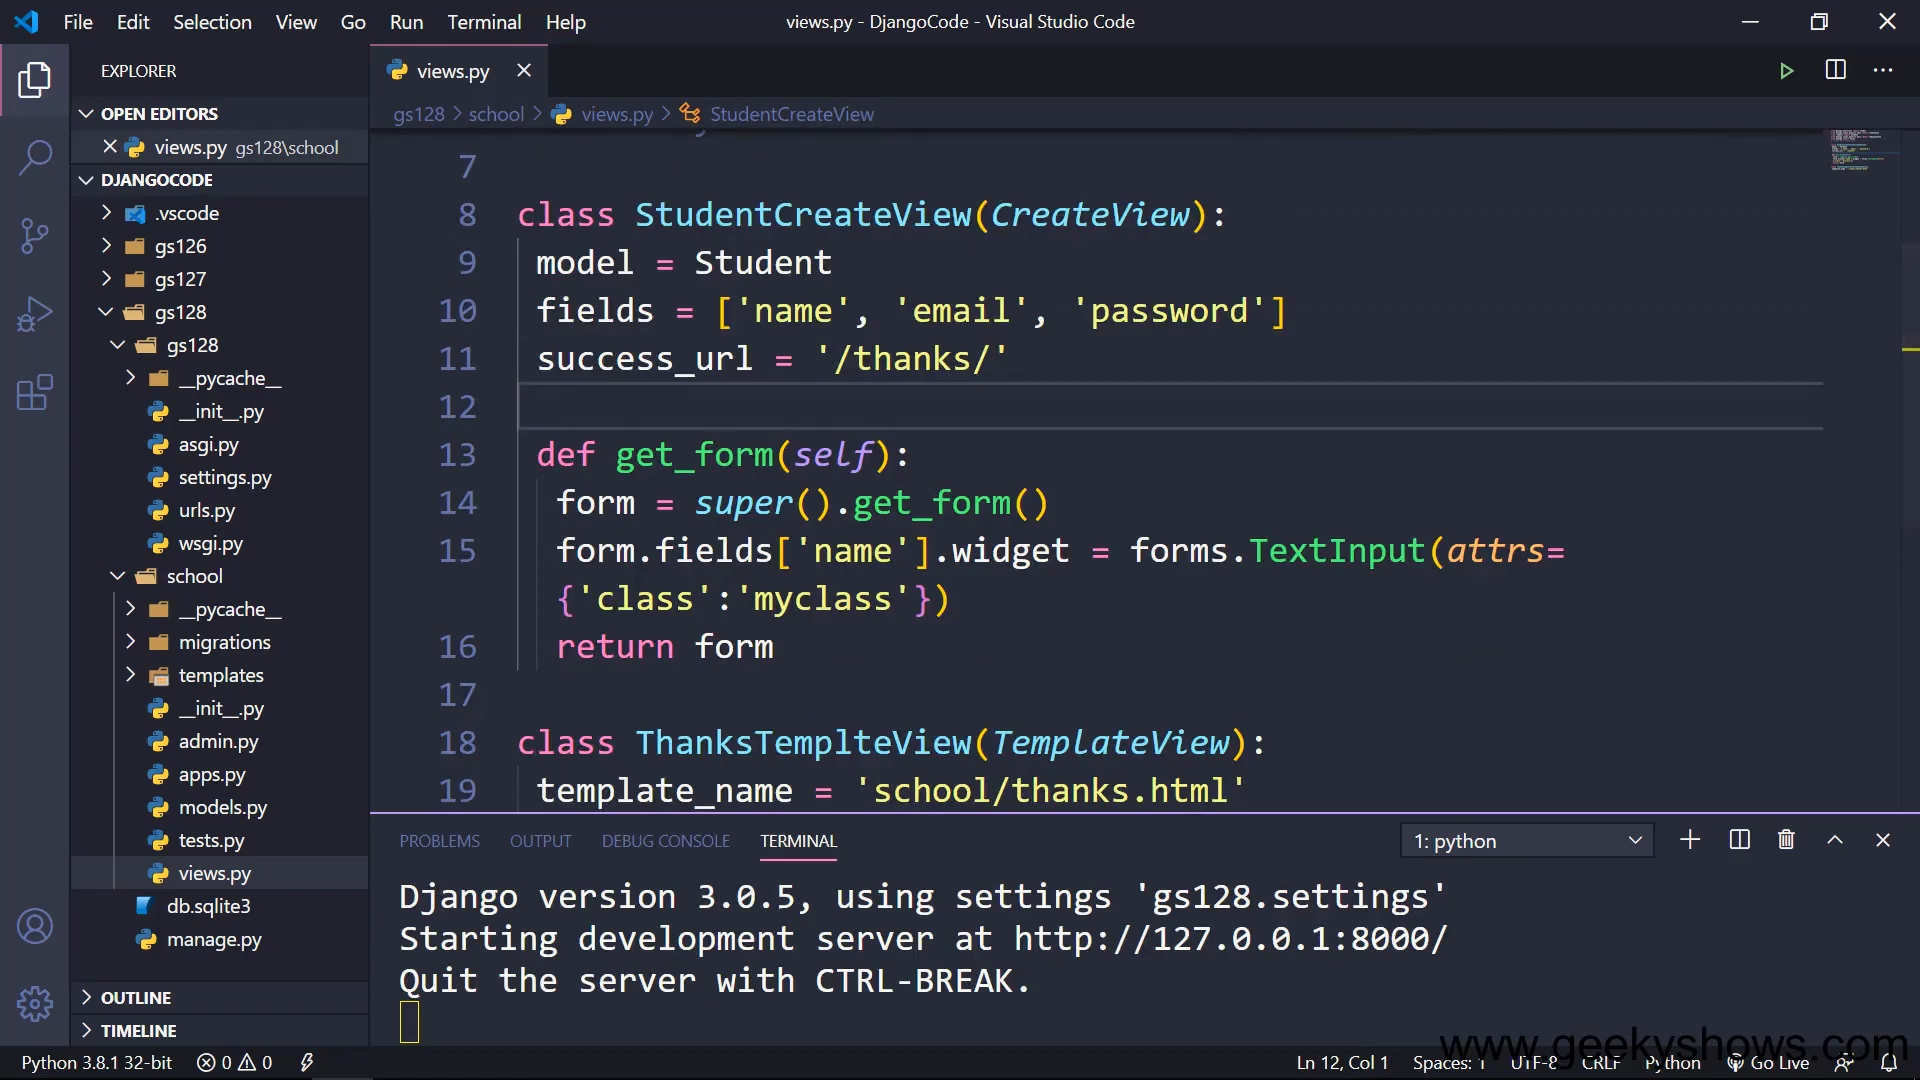 File Edit Selection View Go Run Terminal Help
views.py - DjangoCode - Visual Studio Code
EXPLORER
OPEN EDITORS
views.py gs128\school
DJANGOCODE
.vscode
gs126
gs127
gs128
gs128
__pycache__
__init__.py
asgi.py
settings.py
urls.py
wsgi.py
school
__pycache__
migrations
templates
__init__.py
admin.py
apps.py
models.py
tests.py
views.py
db.sqlite3
manage.py
OUTLINE
TIMELINE
views.py
gs128 > school > views.py > StudentCreateView
7
8 class StudentCreateView(CreateView):
9 model = Student
10 fields = ['name', 'email', 'password']
11 success_url = '/thanks/'
12
13 def get_form(self):
14 form = super().get_form()
15 form.fields['name'].widget = forms.TextInput(attrs=
{'class':'myclass'})
16 return form
17
18 class ThanksTemplteView(TemplateView):
19 template_name = 'school/thanks.html'
PROBLEMS OUTPUT DEBUG CONSOLE TERMINAL 1: python
Django version 3.0.5, using settings 'gs128.settings'
Starting development server at http://127.0.0.1:8000/
Quit the server with CTRL-BREAK.
www.geekyshows.com
Python 3.8.1 32-bit 0 0 Ln 12, Col 1 Spaces: 1 UTF-8 CRLF Python Go Live